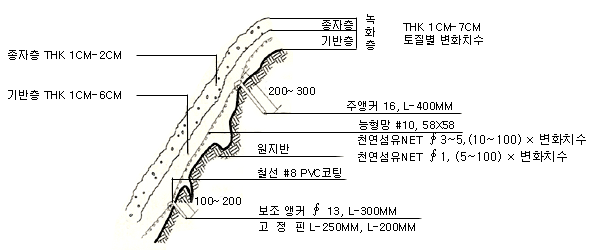 종자층
기반층
녹화층
THK 1CM~7CM
토질별 변화치수
종자층 THK 1CM~2CM
기반층 THK 1CM~6CM
200~300
주앵커 16, L-400MM
능형망 #10, 58X58
천연섬유NET ∮3~5, (10~100) × 변화치수
원지반
천연섬유NET ∮1, (5~100) × 변화치수
철선 #8 PVC코팅
100~200
보조 앵커 ∮ 13, L-300MM
고 정 핀 L-250MM, L-200MM